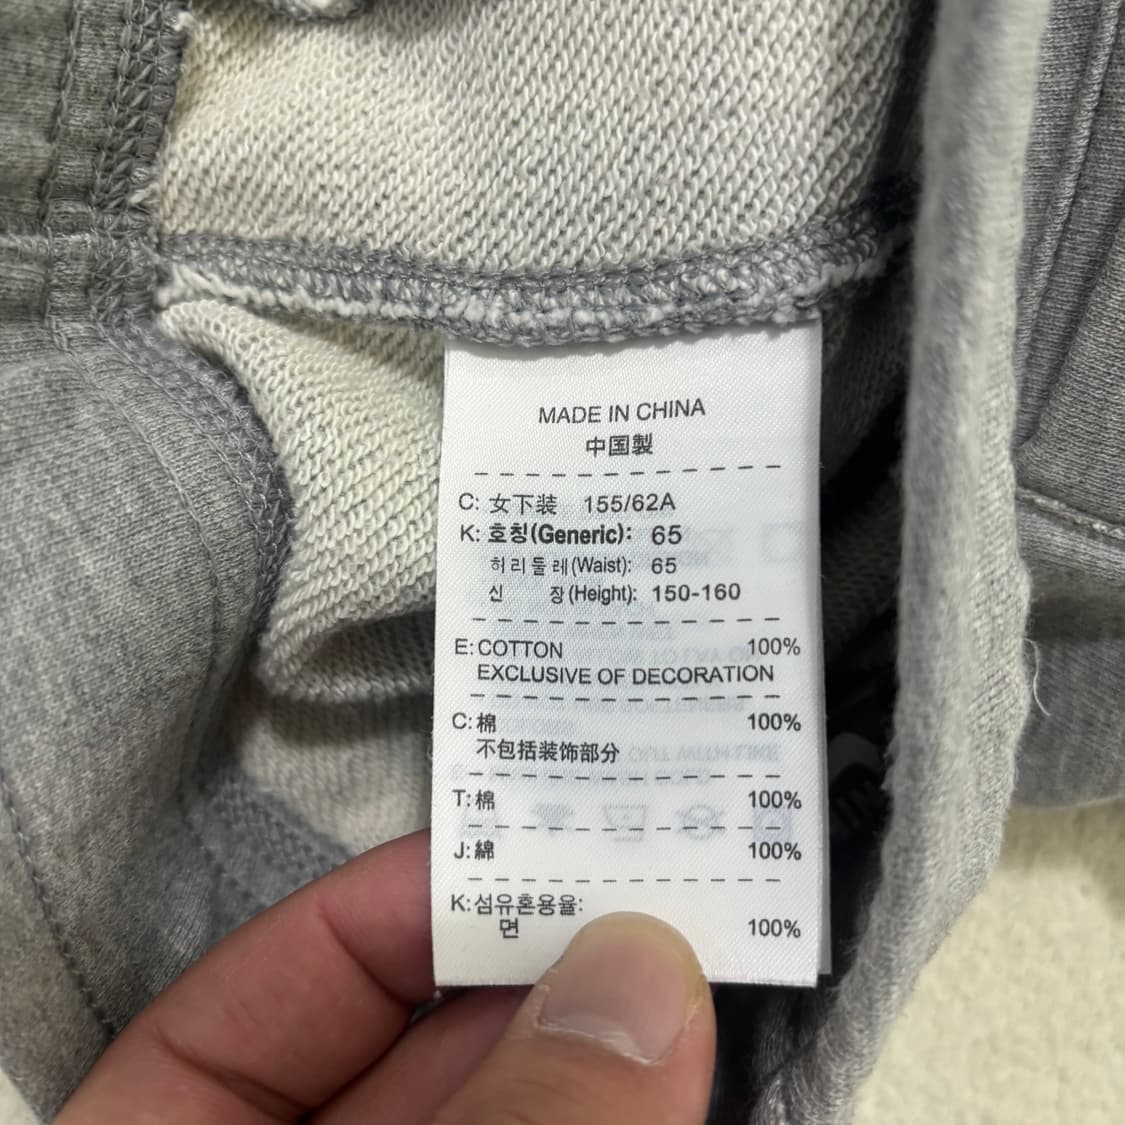 MADE IN CHINA
中国製
C: 女下装 155/62A
K: 호칭(Generic): 65
허리둘레(Waist): 65
신 장(Height): 150-160
E: COTTON 100%
EXCLUSIVE OF DECORATION
C: 棉 100%
不包括装饰部分
T: 棉 100%
J: 綿 100%
K: 섬유혼용율:
면 100%